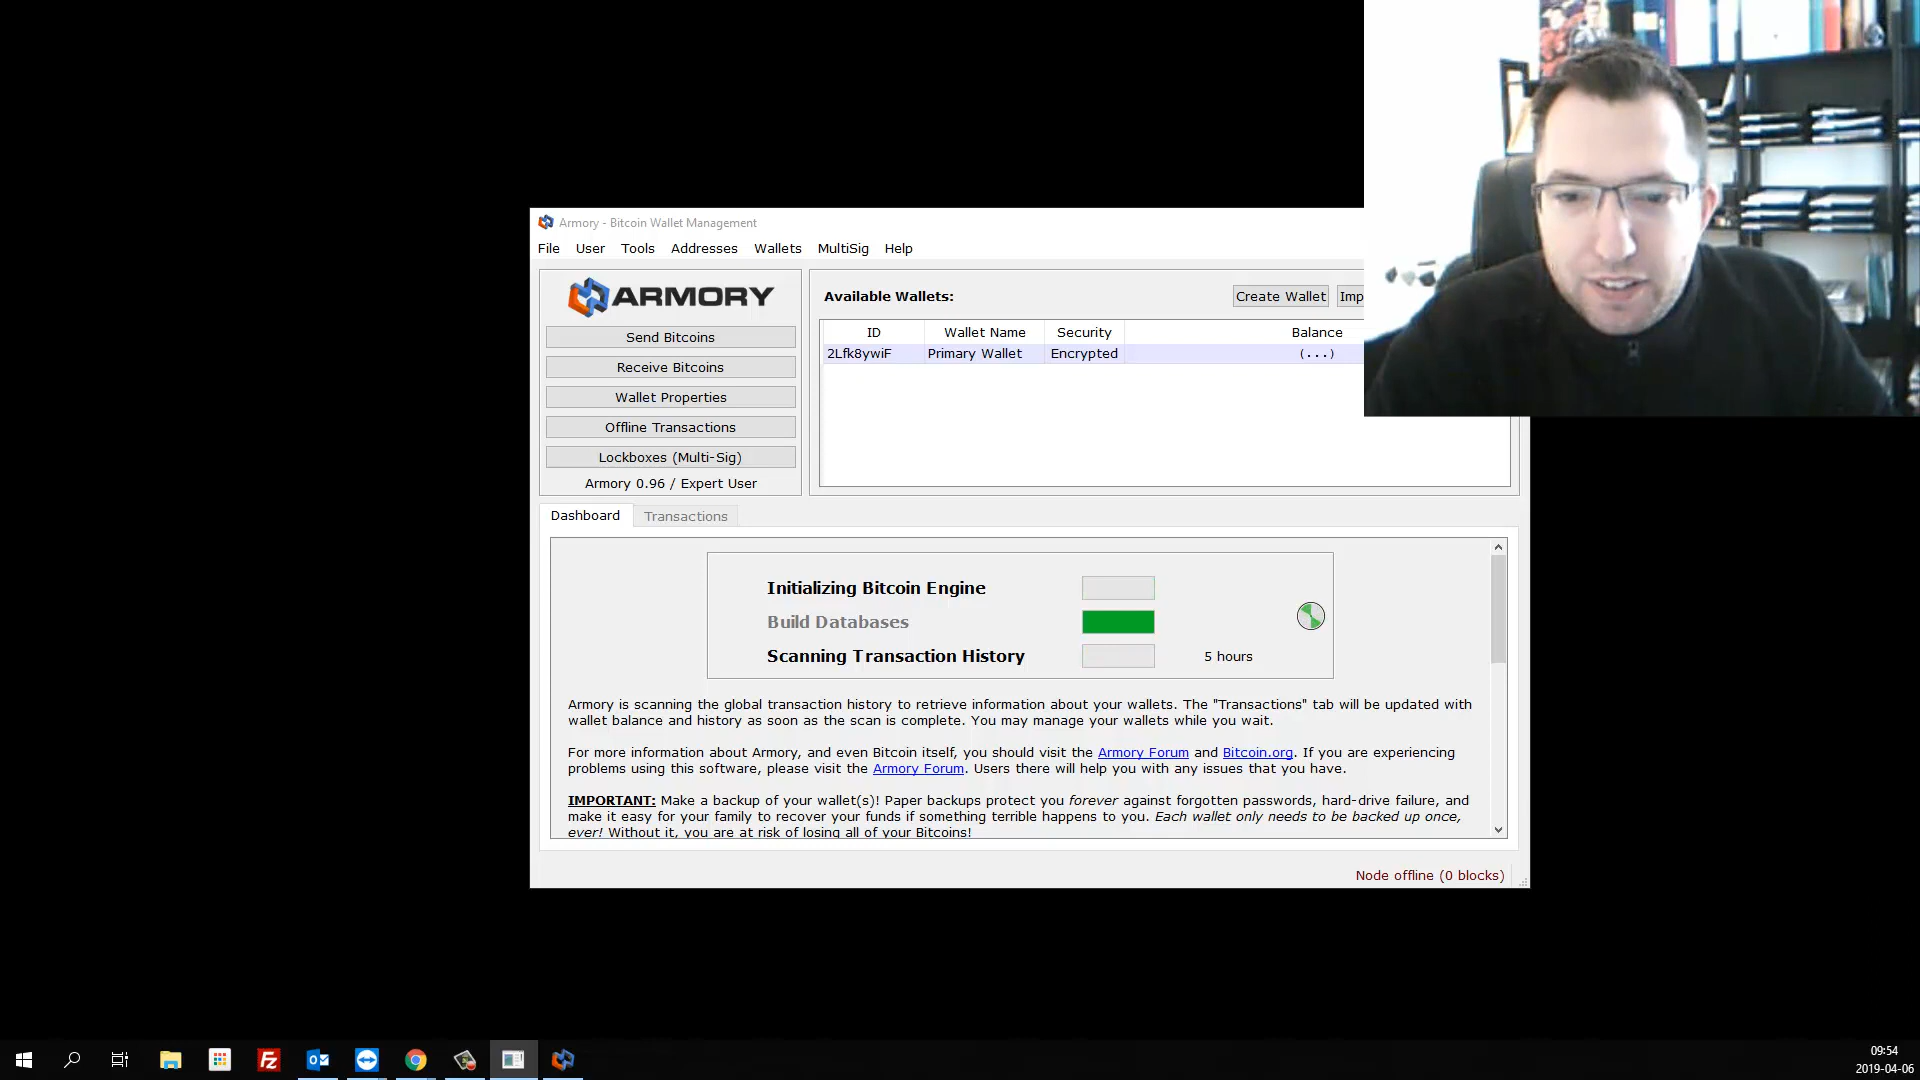 Armory - Bitcoin Wallet Management
File User Tools Addresses Wallets MultiSig Help
ARMORY
Send Bitcoins
Receive Bitcoins
Wallet Properties
Offline Transactions
Lockboxes (Multi-Sig)
Armory 0.96 / Expert User
Available Wallets:
Create Wallet
Imp
ID Wallet Name Security Balance
2Lfk8ywiF Primary Wallet Encrypted (...)
Dashboard Transactions
Initializing Bitcoin Engine
Build Databases
Scanning Transaction History 5 hours
Armory is scanning the global transaction history to retrieve information about your wallets. The "Transactions" tab will be updated with
wallet balance and history as soon as the scan is complete. You may manage your wallets while you wait.
For more information about Armory, and even Bitcoin itself, you should visit the Armory Forum and Bitcoin.org. If you are experiencing
problems using this software, please visit the Armory Forum. Users there will help you with any issues that you have.
IMPORTANT: Make a backup of your wallet(s)! Paper backups protect you forever against forgotten passwords, hard-drive failure, and
make it easy for your family to recover your funds if something terrible happens to you. Each wallet only needs to be backed up once,
ever! Without it, you are at risk of losing all of your Bitcoins!
Node offline (0 blocks)
Fz
09:54
2019-04-06